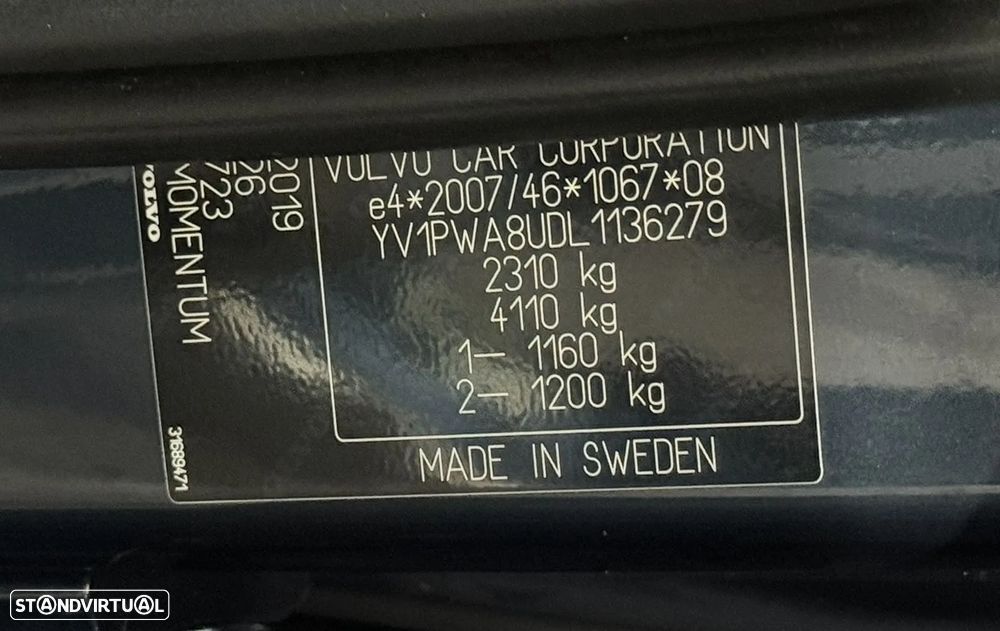 VOLVO CAR CORPORATION
e4*2007/46*1067*08
YV1PWA8UDL1136279
2310 kg
4110 kg
1– 1160 kg
2– 1200 kg
MADE IN SWEDEN
2019
26
723
MOMENTUM
VOLVO
31689471
STANDVIRTUAL